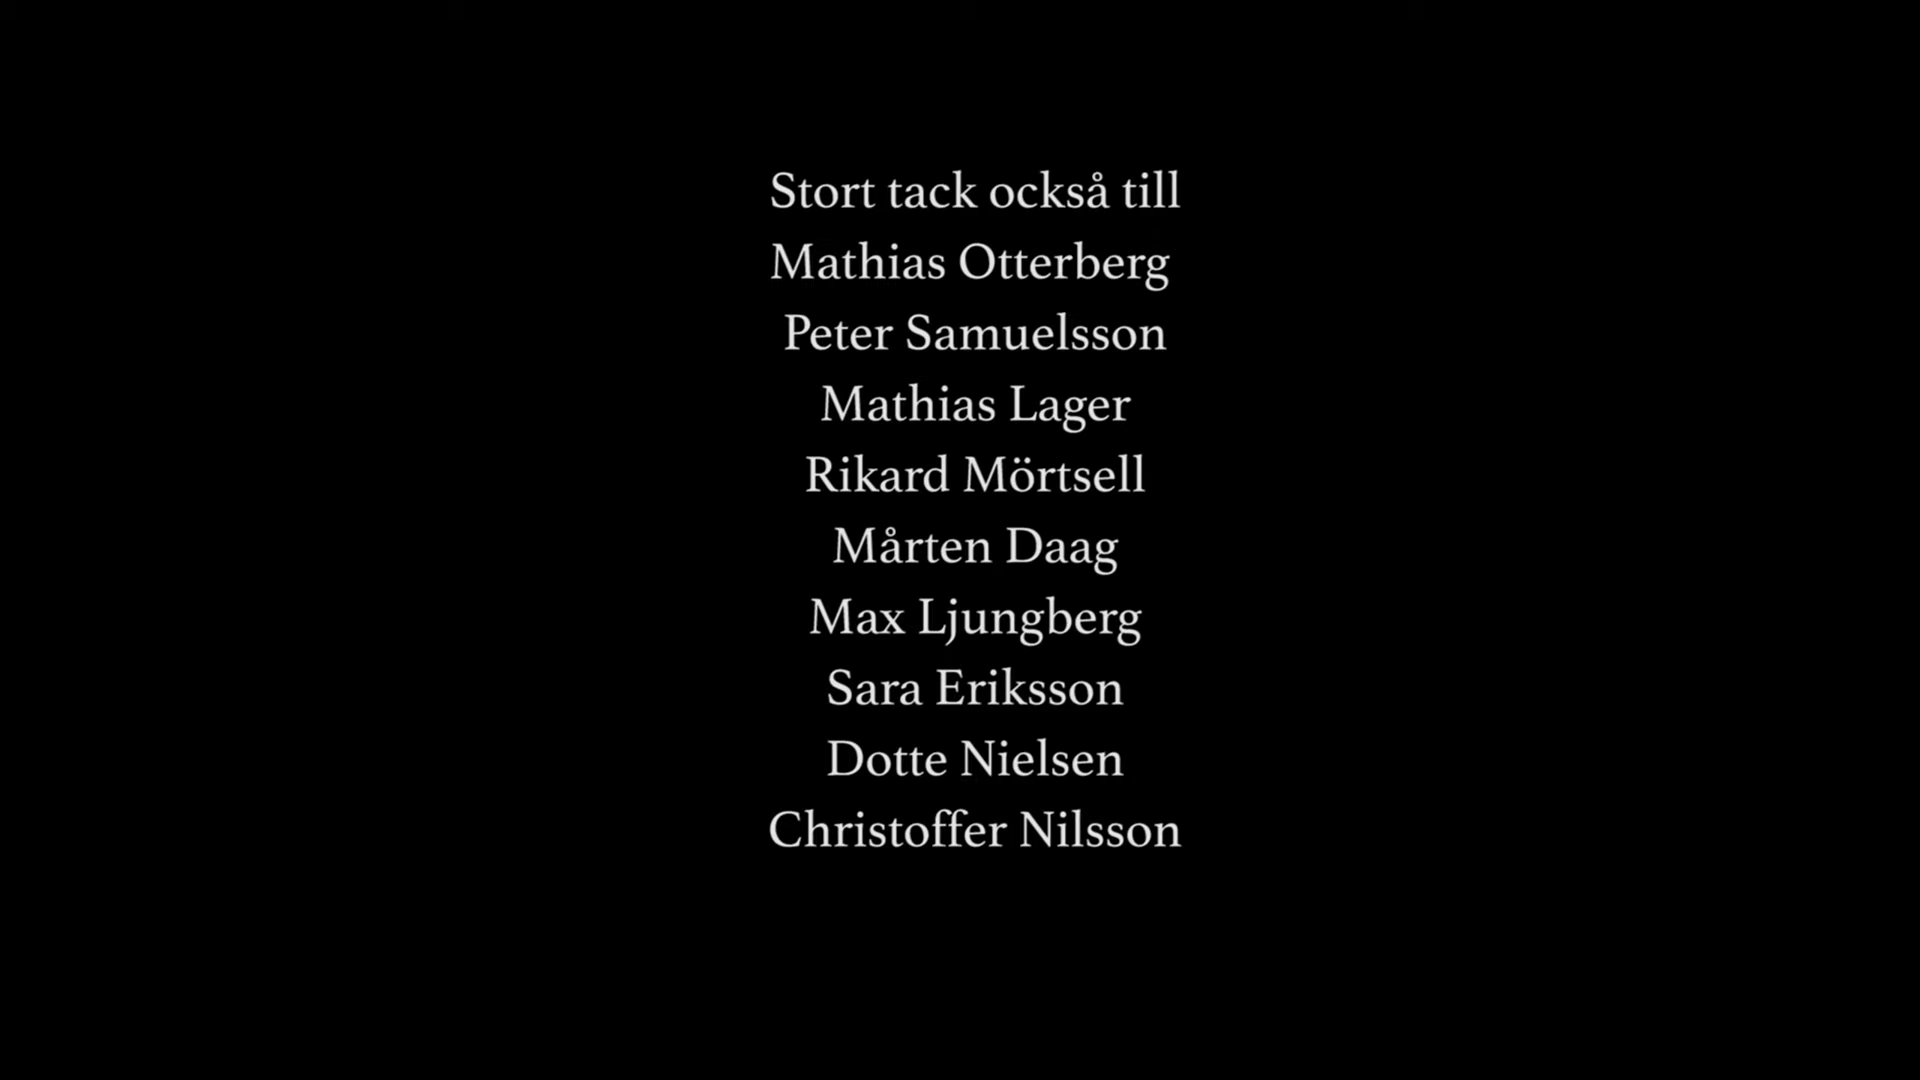 Stort tack också till
Mathias Otterberg
Peter Samuelsson
Mathias Lager
Rikard Mörtsell
Mårten Daag
Max Ljungberg
Sara Eriksson
Dotte Nielsen
Christoffer Nilsson